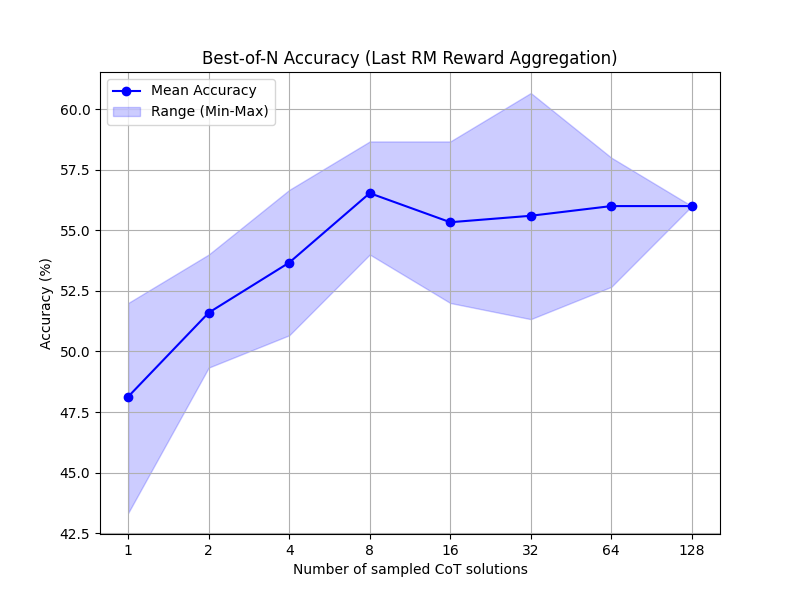 Best-of-N Accuracy (Last RM Reward Aggregation)
Mean Accuracy
Range (Min-Max)
Accuracy (%)
60.0
57.5
55.0
52.5
50.0
47.5
45.0
42.5
1 2 4 8 16 32 64 128
Number of sampled CoT solutions